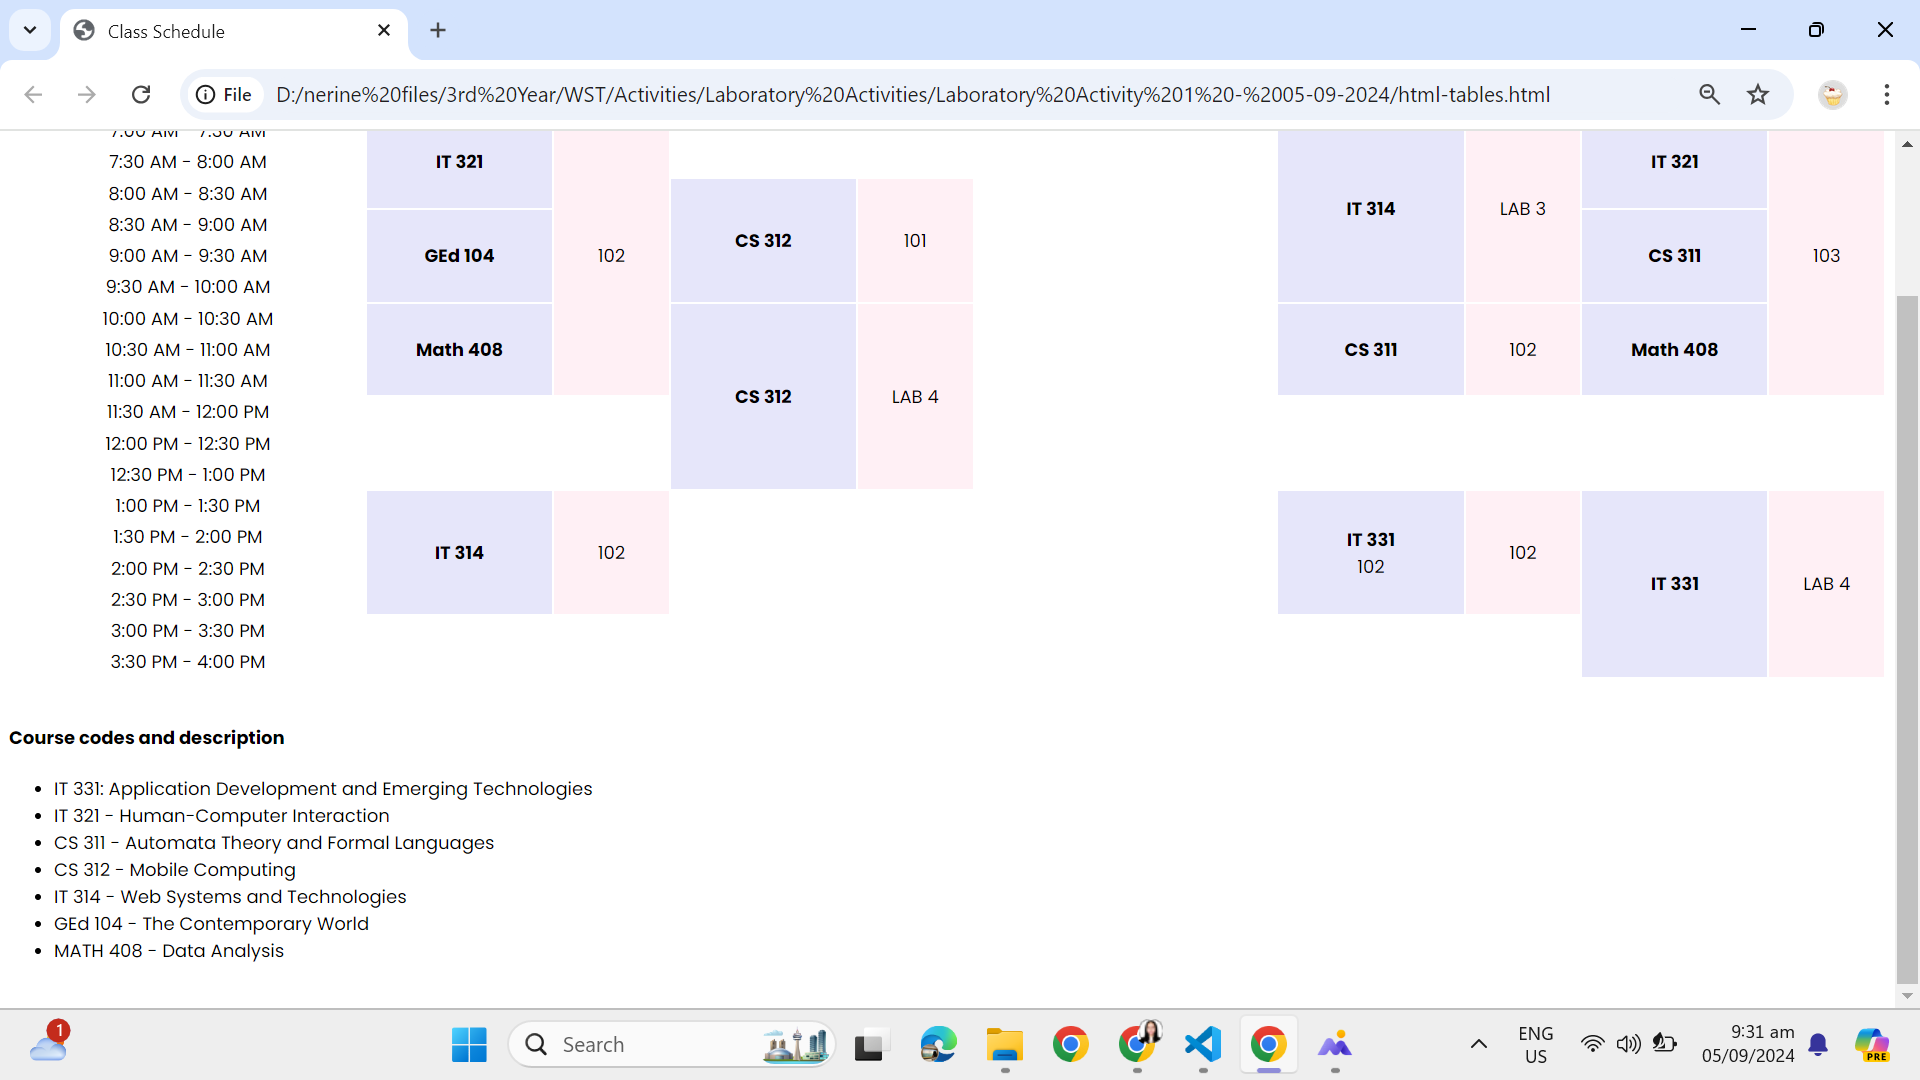 Class Schedule
File
D:/nerine%20files/3rd%20Year/WST/Activities/Laboratory%20Activities/Laboratory%20Activity%201%20-%2005-09-2024/html-tables.html
7:00 AM - 7:30 AM
7:30 AM - 8:00 AM
IT 321
IT 321
8:00 AM - 8:30 AM
IT 314
LAB 3
8:30 AM - 9:00 AM
CS 312
101
9:00 AM - 9:30 AM
GEd 104
102
CS 311
103
9:30 AM - 10:00 AM
10:00 AM - 10:30 AM
10:30 AM - 11:00 AM
Math 408
CS 311
102
Math 408
11:00 AM - 11:30 AM
CS 312
LAB 4
11:30 AM - 12:00 PM
12:00 PM - 12:30 PM
12:30 PM - 1:00 PM
1:00 PM - 1:30 PM
1:30 PM - 2:00 PM
IT 314
102
IT 331
102
102
2:00 PM - 2:30 PM
IT 331
LAB 4
2:30 PM - 3:00 PM
3:00 PM - 3:30 PM
3:30 PM - 4:00 PM
Course codes and description
IT 331: Application Development and Emerging Technologies
IT 321 - Human-Computer Interaction
CS 311 - Automata Theory and Formal Languages
CS 312 - Mobile Computing
IT 314 - Web Systems and Technologies
GEd 104 - The Contemporary World
MATH 408 - Data Analysis
1
Search
ENG
US
9:31 am
05/09/2024
PRE